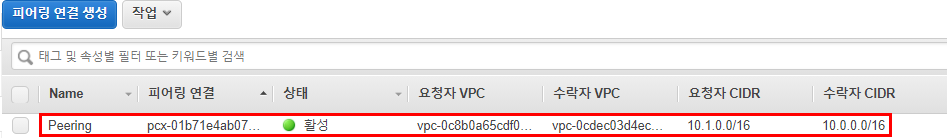 피어링 연결 생성 작업
태그 및 속성별 필터 또는 키워드별 검색
Name 피어링 연결 상태 요청자 VPC 수락자 VPC 요청자 CIDR 수락자 CIDR
Peering pcx-01b71e4ab07... 활성 vpc-0c8b0a65cdf0... vpc-0cdec03d4ec... 10.1.0.0/16 10.0.0.0/16